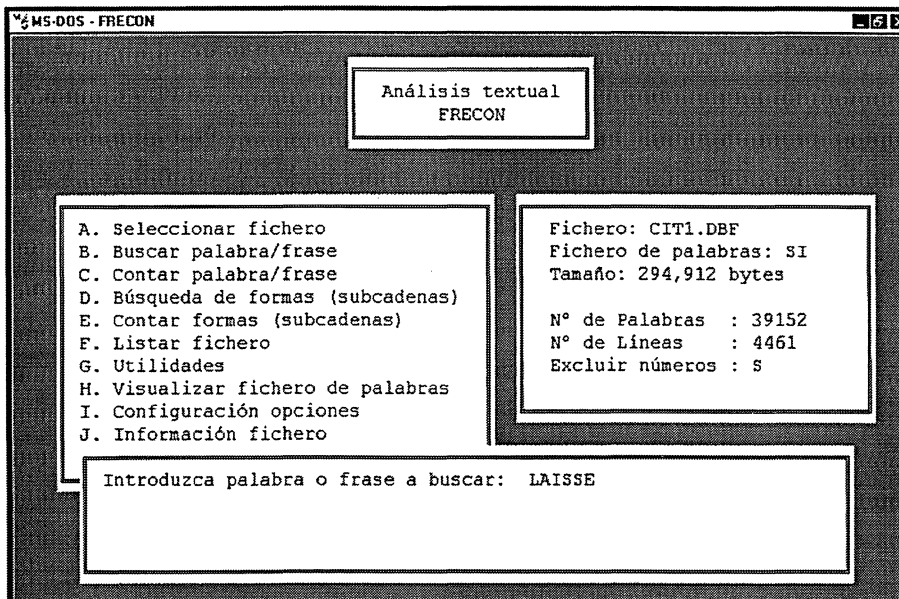 MS-DOS - FRECON
Análisis textual
FRECON
A. Seleccionar fichero
B. Buscar palabra/frase
C. Contar palabra/frase
D. Búsqueda de formas (subcadenas)
E. Contar formas (subcadenas)
F. Listar fichero
G. Utilidades
H. Visualizar fichero de palabras
I. Configuración opciones
J. Información fichero
Fichero: CIT1.DBF
Fichero de palabras: SI
Tamaño: 294,912 bytes
Nº de Palabras : 39152
Nº de Líneas : 4461
Excluir números : S
Introduzca palabra o frase a buscar: LAISSE